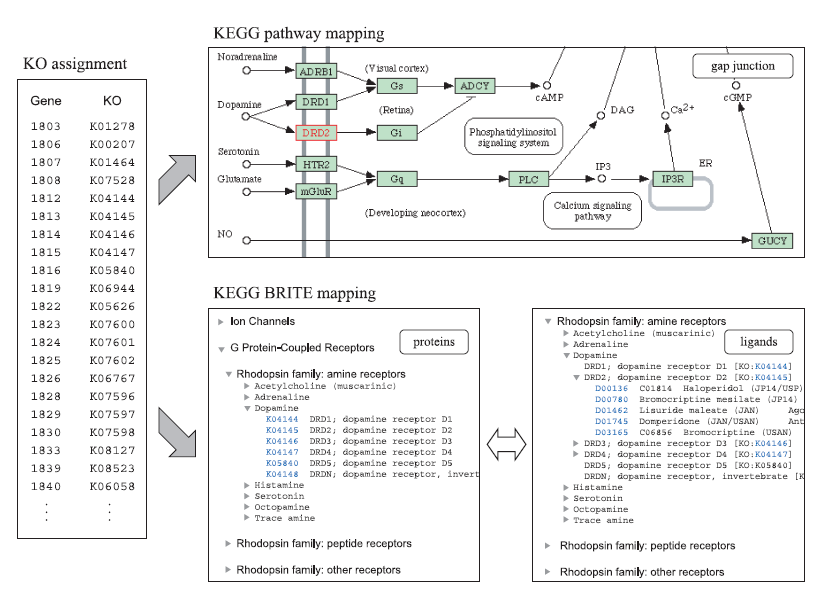 KO assignment
Gene KO
1803 K01278
1806 K00207
1807 K01464
1808 K07528
1812 K04144
1813 K04145
1814 K04146
1815 K04147
1816 K05840
1819 K06944
1822 K05626
1823 K07600
1824 K07601
1825 K07602
1826 K06767
1828 K07596
1829 K07597
1830 K07598
1833 K08127
1839 K08523
1840 K06058
KEGG pathway mapping
Noradrenaline
ADRB1
(Visual cortex)
Gs
ADCY
cAMP
gap junction
cGMP
Dopamine
DRD1
(Retina)
DAG
Ca2+
DRD2
Gi
Phosphatidylinositol
signaling system
Serotonin
HTR2
Glutamate
mGluR
Gq
PLC
IP3
IP3R
ER
Calcium signaling
pathway
(Developing neocortex)
NO
GUCY
KEGG BRITE mapping
Ion Channels
proteins
G Protein-Coupled Receptors
Rhodopsin family: amine receptors
Acetylcholine (muscarinic)
Adrenaline
Dopamine
K04144 DRD1; dopamine receptor D1
K04145 DRD2; dopamine receptor D2
K04146 DRD3; dopamine receptor D3
K04147 DRD4; dopamine receptor D4
K05840 DRD5; dopamine receptor D5
K04148 DRDN; dopamine receptor, invert
Histamine
Serotonin
Octopamine
Trace amine
Rhodopsin family: peptide receptors
Rhodopsin family: other receptors
Rhodopsin family: amine receptors
ligands
Acetylcholine (muscarinic)
Adrenaline
Dopamine
DRD1; dopamine receptor D1 [KO:K04144]
DRD2; dopamine receptor D2 [KO:K04145]
D00136 C01814 Haloperidol (JP14/USP)
D00780 Bromocriptine mesilate (JP14)
D01462 Lisuride maleate (JAN) Ago
D01745 Domperidone (JAN/USAN) Ant
D03165 C06856 Bromocriptine (USAN)
DRD3; dopamine receptor D3 [KO:K04146]
DRD4; dopamine receptor D4 [KO:K04147]
DRD5; dopamine receptor D5 [KO:K05840]
DRDN; dopamine receptor, invertebrate [K
Histamine
Serotonin
Octopamine
Trace amine
Rhodopsin family: peptide receptors
Rhodopsin family: other receptors